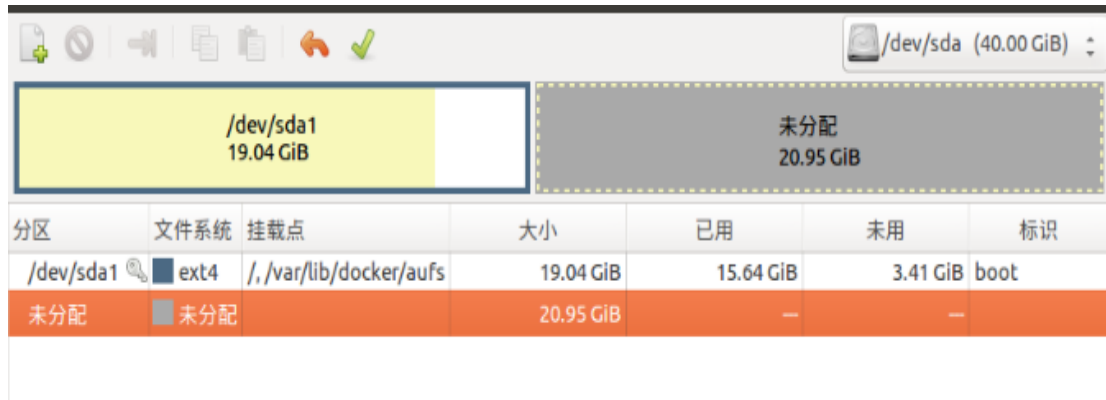 /dev/sda (40.00 GiB)
/dev/sda1
19.04 GiB
未分配
20.95 GiB
分区 文件系统 挂载点 大小 已用 未用 标识
/dev/sda1 ext4 /, /var/lib/docker/aufs 19.04 GiB 15.64 GiB 3.41 GiB boot
未分配 未分配 20.95 GiB — —